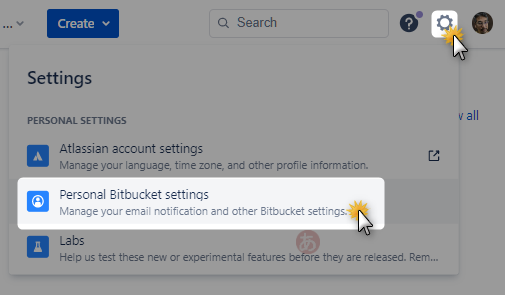 ... Create Search ?
Settings
w all
PERSONAL SETTINGS
Atlassian account settings
Manage your language, time zone, and other profile information.
Personal Bitbucket settings
Manage your email notification and other Bitbucket settings.
あ
Labs
Help us test these new or experimental features before they are released. Rem...